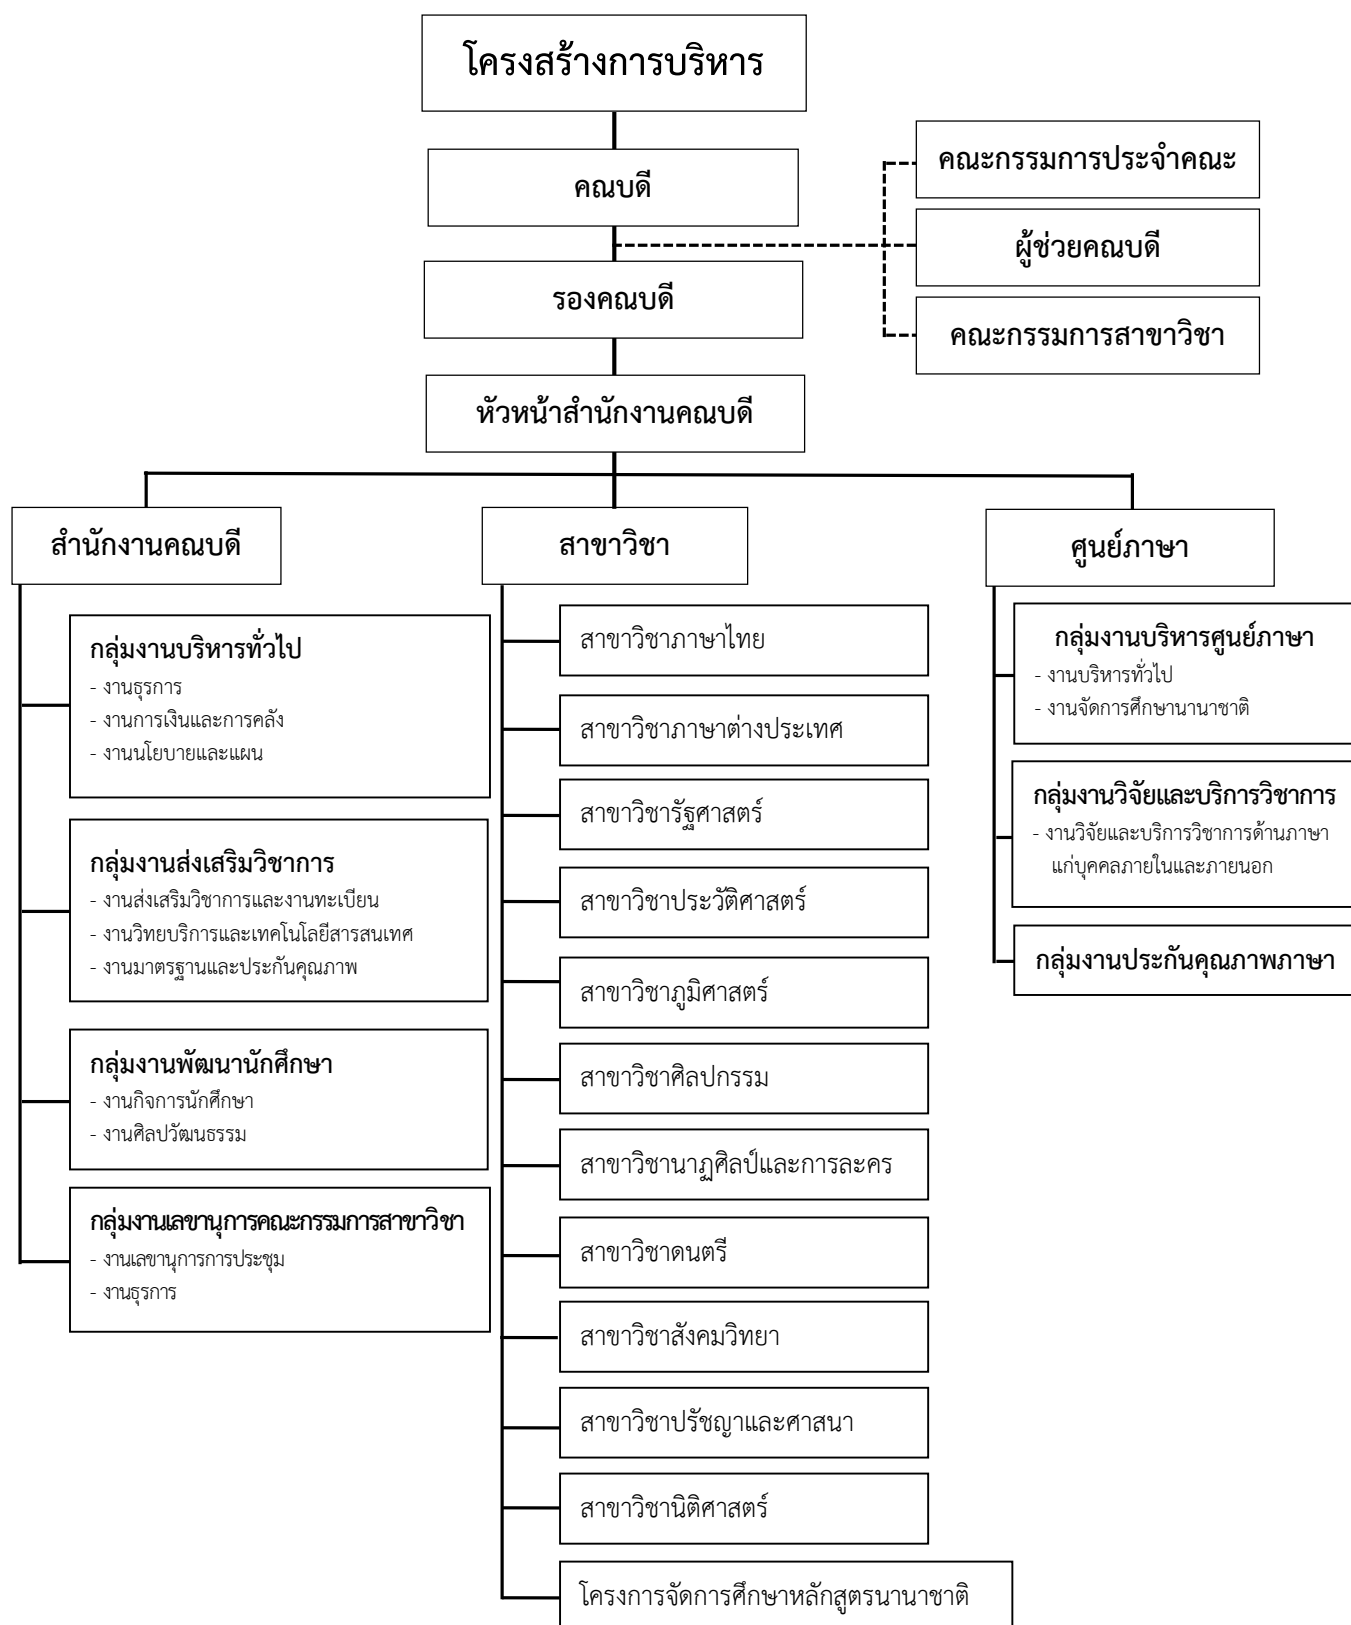 โครงสร้างการบริหาร
คณบดี
คณะกรรมการประจำคณะ
ผู้ช่วยคณบดี
คณะกรรมการสาขาวิชา
รองคณบดี
หัวหน้าสำนักงานคณบดี
สำนักงานคณบดี
กลุ่มงานบริหารทั่วไป
- งานธุรการ
- งานการเงินและการคลัง
- งานนโยบายและแผน
กลุ่มงานส่งเสริมวิชาการ
- งานส่งเสริมวิชาการและงานทะเบียน
- งานวิทยบริการและเทคโนโลยีสารสนเทศ
- งานมาตรฐานและประกันคุณภาพ
กลุ่มงานพัฒนานักศึกษา
- งานกิจการนักศึกษา
- งานศิลปวัฒนธรรม
กลุ่มงานเลขานุการคณะกรรมการสาขาวิชา
- งานเลขานุการการประชุม
- งานธุรการ
สาขาวิชา
สาขาวิชาภาษาไทย
สาขาวิชาภาษาต่างประเทศ
สาขาวิชารัฐศาสตร์
สาขาวิชาประวัติศาสตร์
สาขาวิชาภูมิศาสตร์
สาขาวิชาศิลปกรรม
สาขาวิชานาฏศิลป์และการละคร
สาขาวิชาดนตรี
สาขาวิชาสังคมวิทยา
สาขาวิชาปรัชญาและศาสนา
สาขาวิชานิติศาสตร์
โครงการจัดการศึกษาหลักสูตรนานาชาติ
ศูนย์ภาษา
กลุ่มงานบริหารศูนย์ภาษา
- งานบริหารทั่วไป
- งานจัดการศึกษานานาชาติ
กลุ่มงานวิจัยและบริการวิชาการ
- งานวิจัยและบริการวิชาการด้านภาษา
แก่บุคคลภายในและภายนอก
กลุ่มงานประกันคุณภาพภาษา